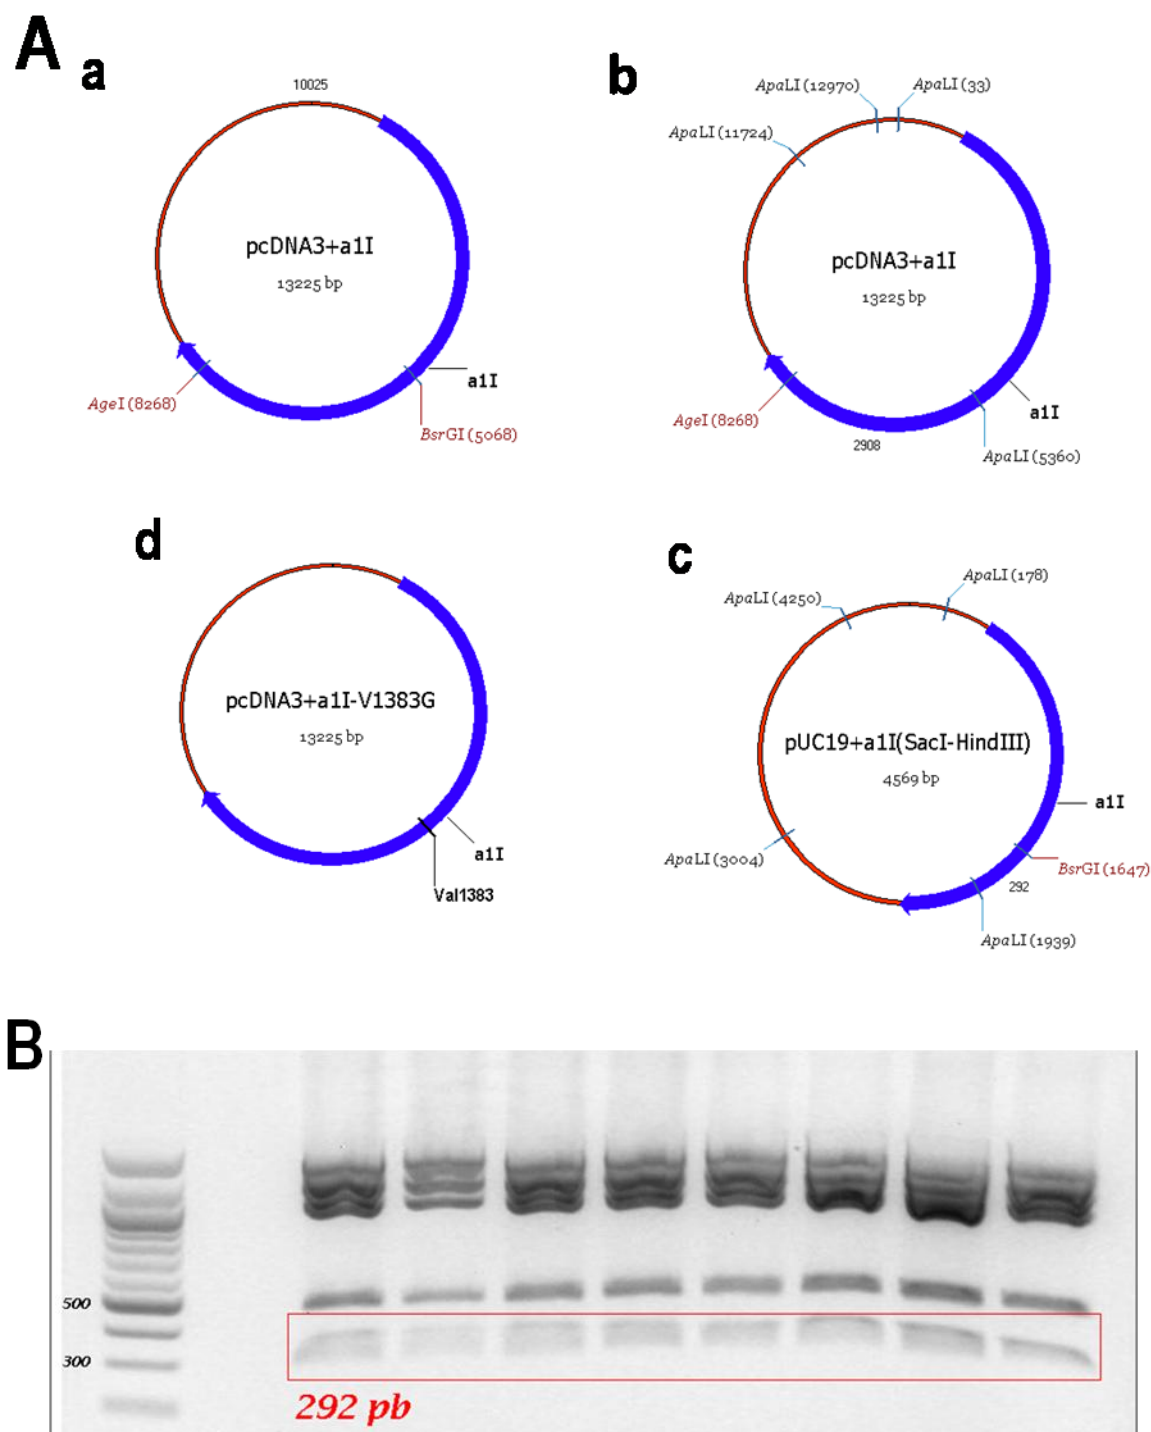 A
a
10025
pcDNA3+a1I
13225 bp
a1I
AgeI (8268)
BsrGI (5068)
b
ApaLI (12970)
ApaLI (33)
ApaLI (11724)
pcDNA3+a1I
13225 bp
a1I
AgeI (8268)
2908
ApaLI (5360)
d
pcDNA3+a1I-V1383G
13225 bp
a1I
Val1383
c
ApaLI (178)
ApaLI (4250)
pUC19+a1I(SacI-HindIII)
4569 bp
a1I
ApaLI (3004)
BsrGI (1647)
292
ApaLI (1939)
B
500
300
292 pb